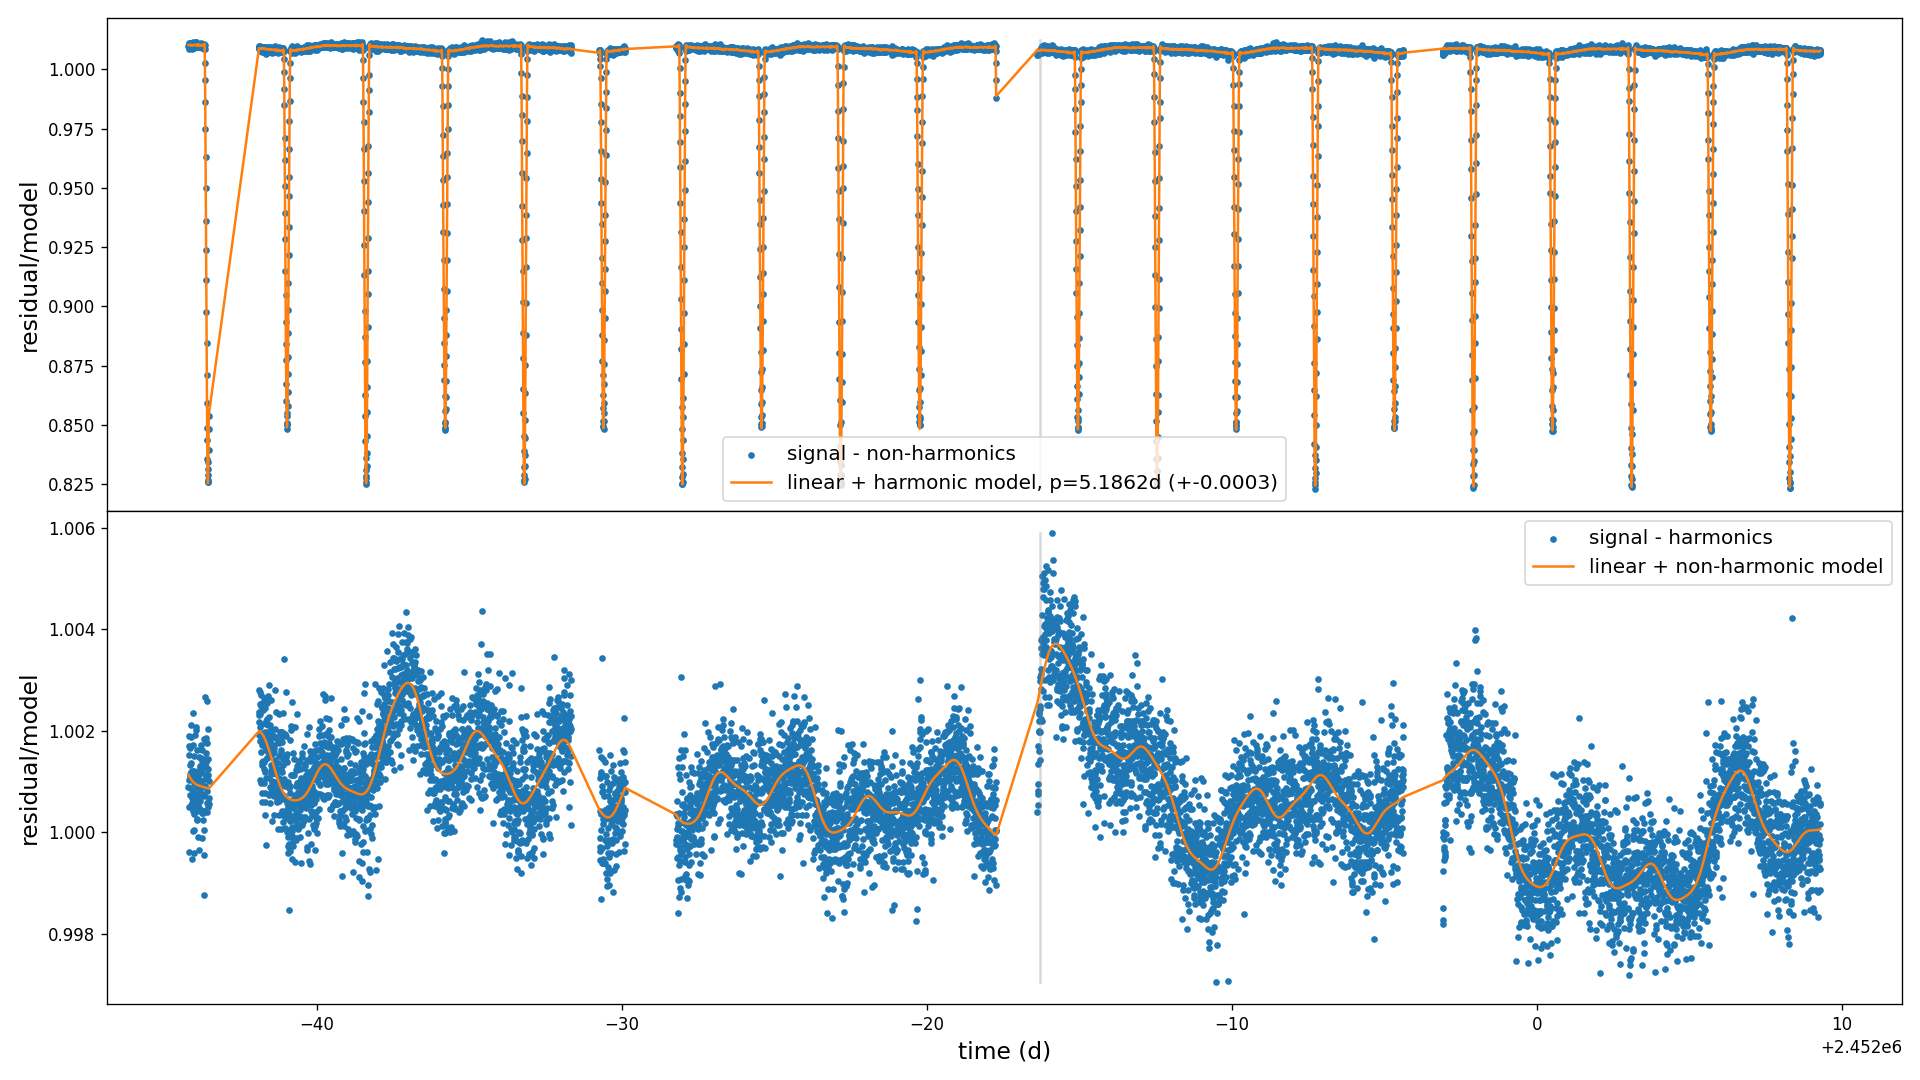 residual/model
1.000
0.975
0.950
0.925
0.900
0.875
0.850
0.825
signal - non-harmonics
linear + harmonic model, p=5.1862d (+-0.0003)
residual/model
1.006
1.004
1.002
1.000
0.998
signal - harmonics
linear + non-harmonic model
−40
−30
−20
−10
0
10
time (d)
+2.452e6